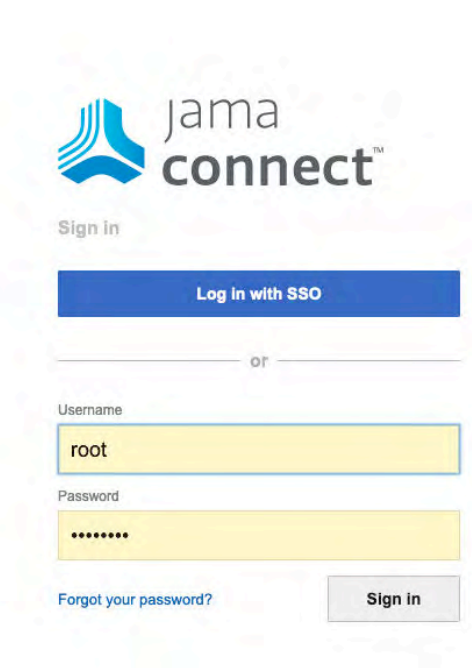 jama
connect™
Sign in
Log in with SSO
or
Username
root
Password
••••••••
Forgot your password?
Sign in